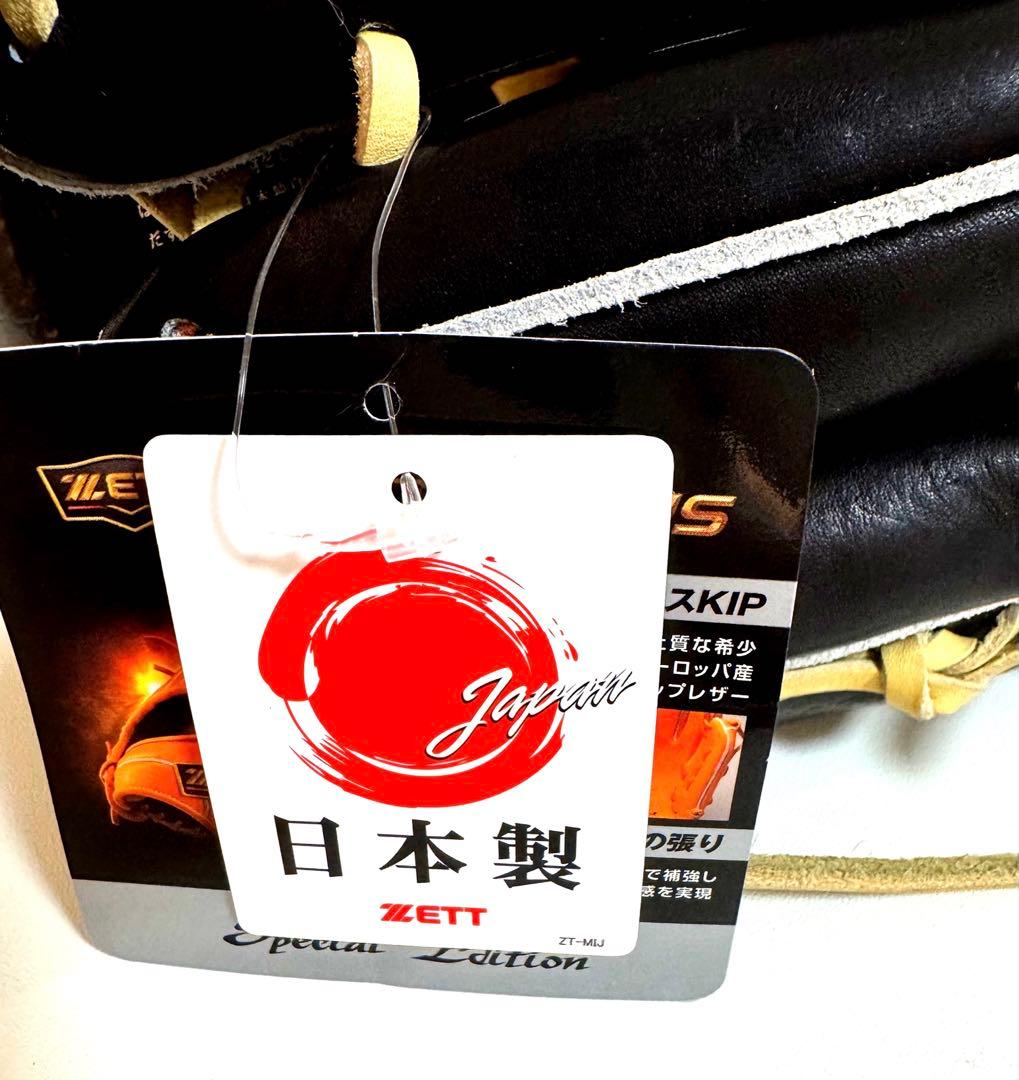 ZETT
スKIP
質な希少
ーロッパ産
ップレザー
Japan
日本製
ZETT
ZT-MIJ
の張り
で補強し
感を実現
Special Edition